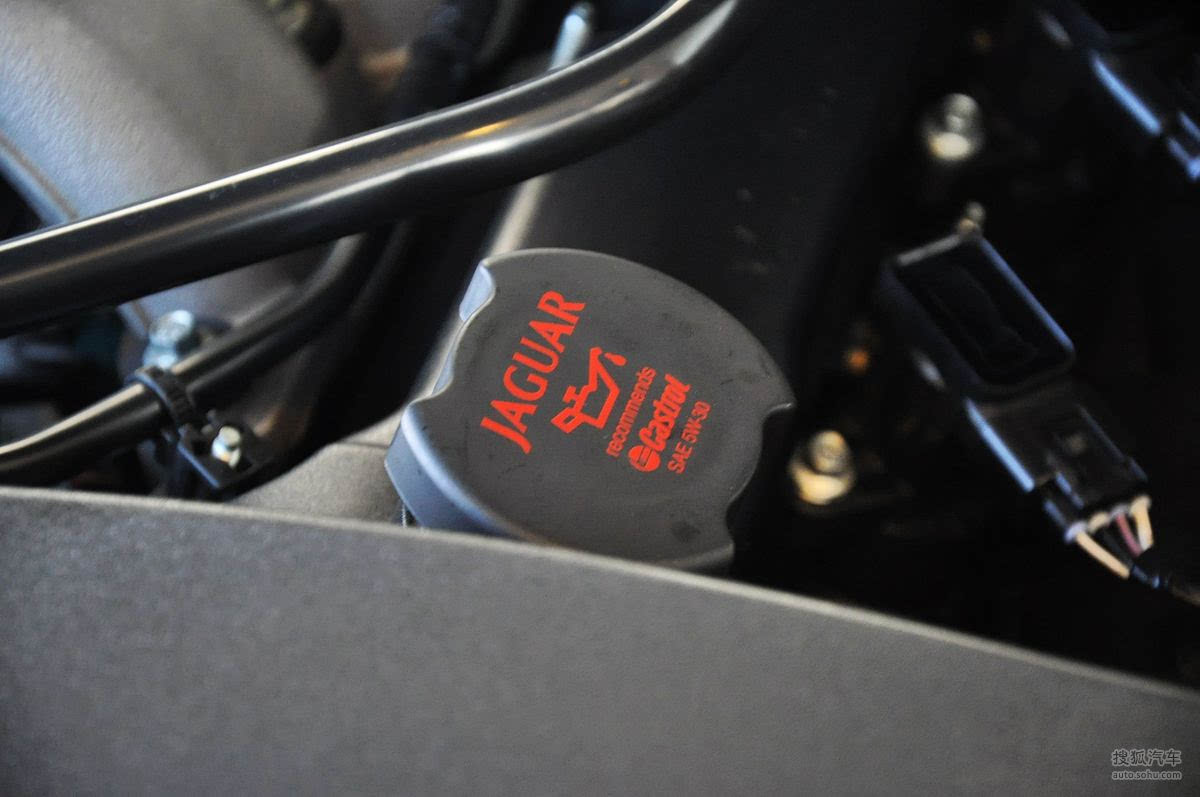 JAGUAR
recommends
Castrol
SAE 5W-30
搜狐汽车
auto.sohu.com